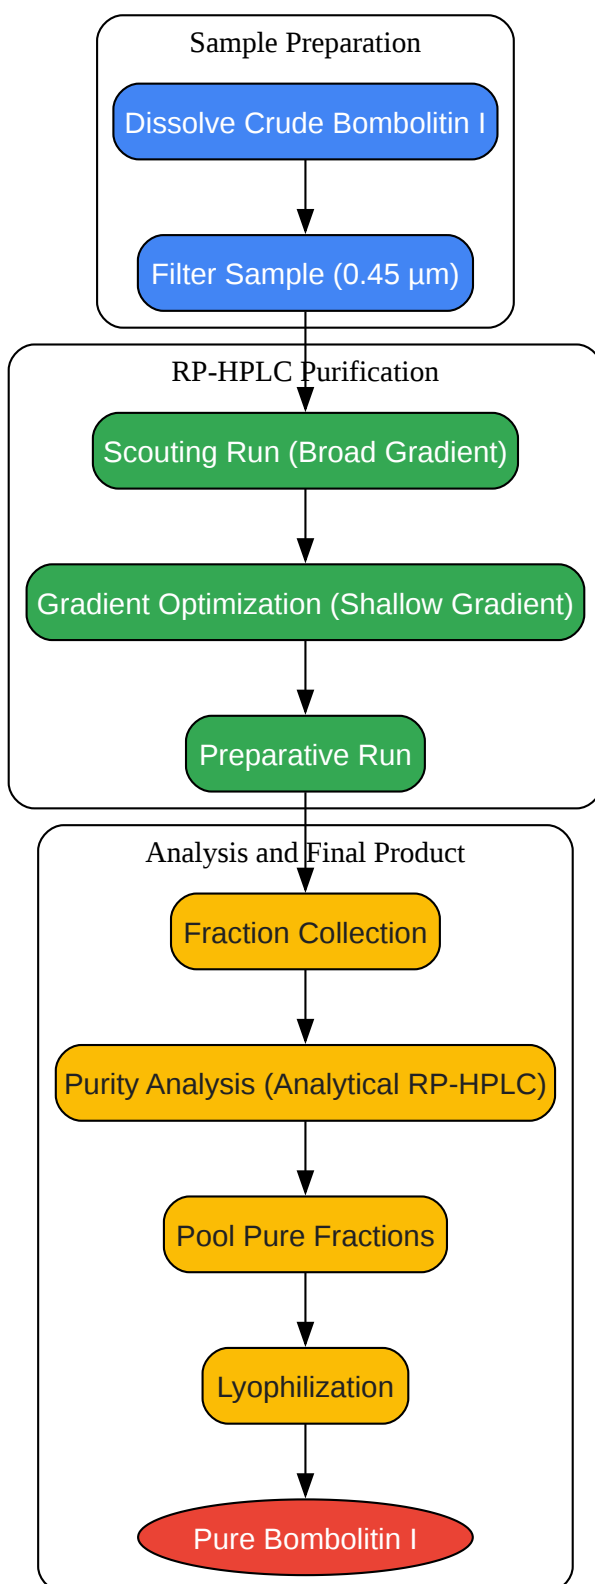 Sample Preparation
Dissolve Crude Bombolitin I
Filter Sample (0.45 µm)
RP-HPLC Purification
Scouting Run (Broad Gradient)
Gradient Optimization (Shallow Gradient)
Preparative Run
Analysis and Final Product
Fraction Collection
Purity Analysis (Analytical RP-HPLC)
Pool Pure Fractions
Lyophilization
Pure Bombolitin I